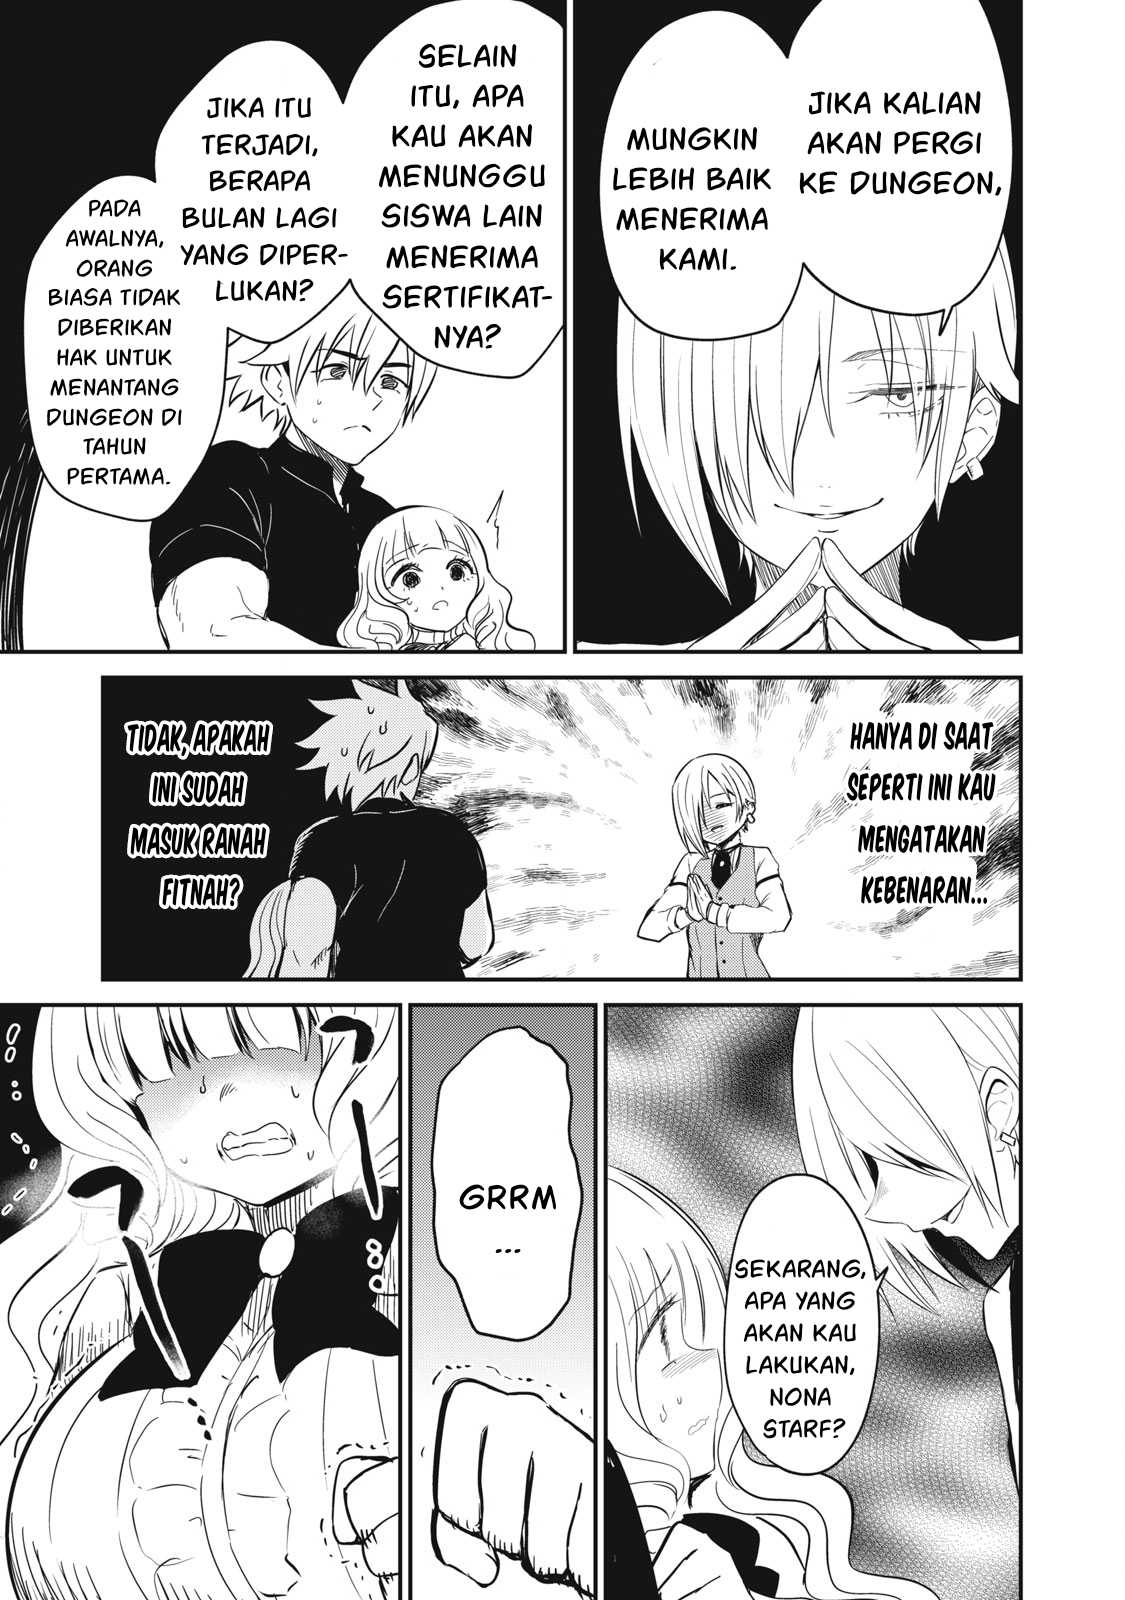 JIKA KALIAN
AKAN PERGI
KE DUNGEON,
MUNGKIN
LEBIH BAIK
MENERIMA
KAMI.
SELAIN
ITU, APA
KAU AKAN
MENUNGGU
SISWA LAIN
MENERIMA
SERTIFIKAT-
NYA?
JIKA ITU
TERJADI,
BERAPA
BULAN LAGI
YANG DIPER-
LUKAN?
PADA
AWALNYA,
ORANG
BIASA TIDAK
DIBERIKAN
HAK UNTUK
MENANTANG
DUNGEON DI
TAHUN
PERTAMA.
HANYA DI SAAT
SEPERTI INI KAU
MENGATAKAN
KEBENARAN...
TIDAK, APAKAH
INI SUDAH
MASUK RANAH
FITNAH?
SEKARANG,
APA YANG
AKAN KAU
LAKUKAN,
NONA
STARF?
GRRM
...